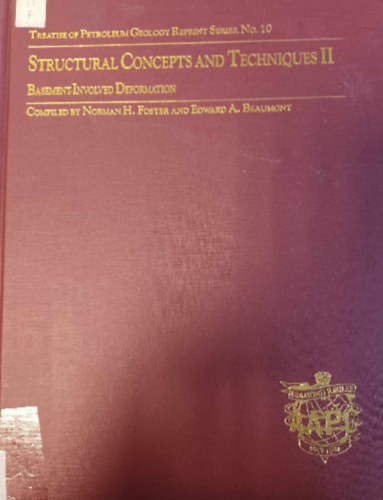 TREATISE OF PETROLEUM GEOLOGY REPRINT SERIES, NO. 10
STRUCTURAL CONCEPTS AND TECHNIQUES II
BASEMENT-INVOLVED DEFORMATION
COMPILED BY NORMAN H. FOSTER AND EDWARD A. BEAUMONT
AAPG